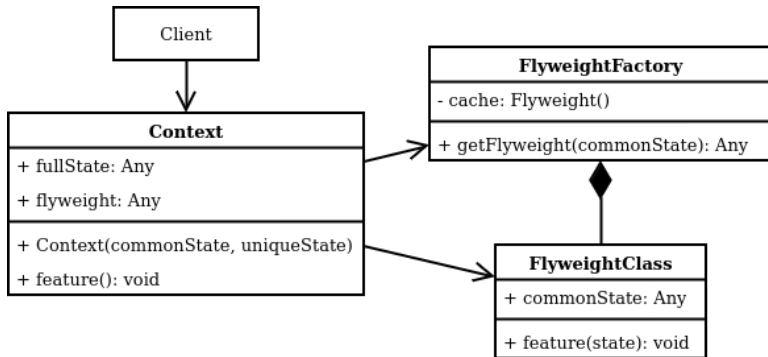 Client
Context
+ fullState: Any
+ flyweight: Any
+ Context(commonState, uniqueState)
+ feature(): void
FlyweightFactory
- cache: Flyweight()
+ getFlyweight(commonState): Any
FlyweightClass
+ commonState: Any
+ feature(state): void